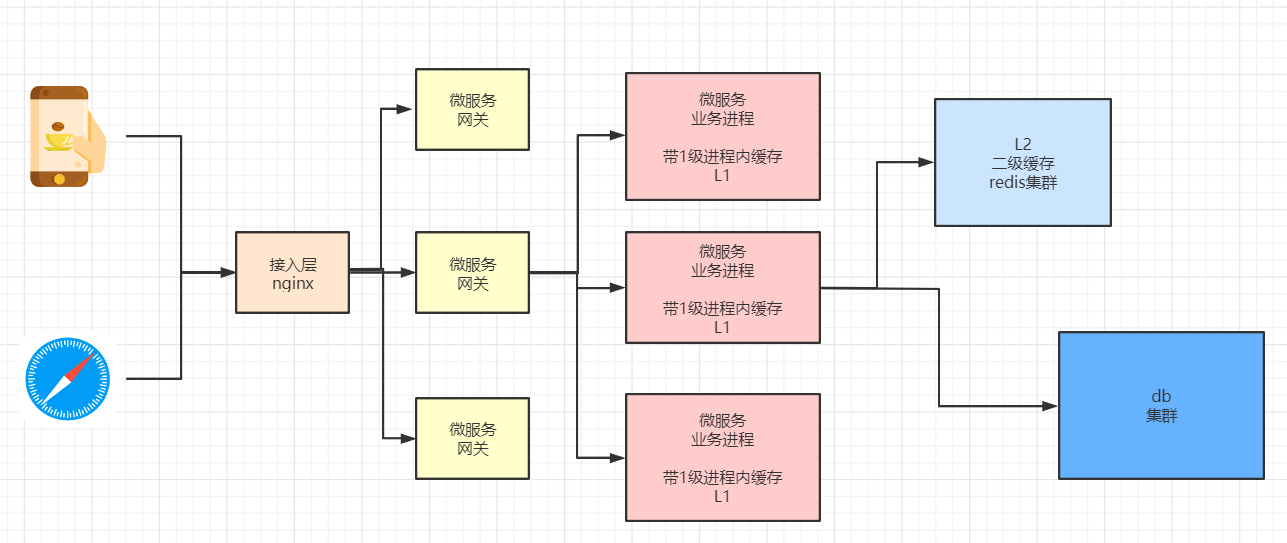 接入层
nginx
微服务
网关
微服务
网关
微服务
网关
微服务
业务进程
带1级进程内缓存
L1
微服务
业务进程
带1级进程内缓存
L1
微服务
业务进程
带1级进程内缓存
L1
L2
二级缓存
redis集群
db
集群